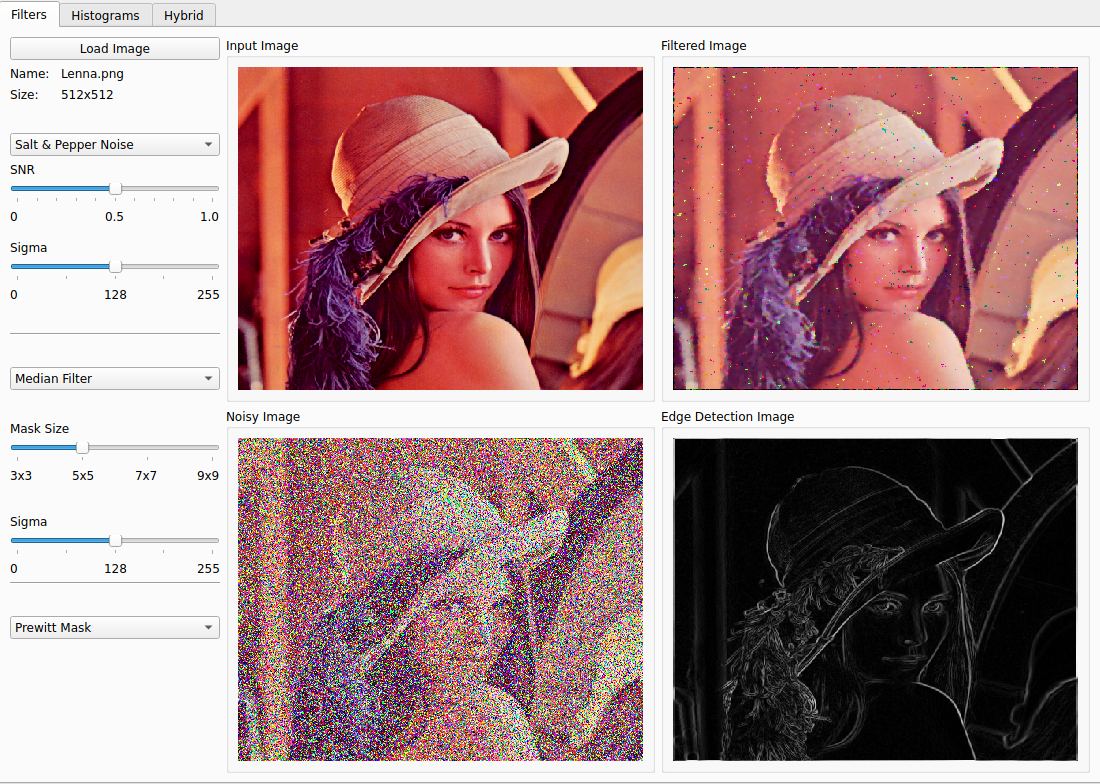 Filters Histograms Hybrid
Load Image
Name: Lenna.png
Size: 512x512
Salt & Pepper Noise
SNR
0 0.5 1.0
Sigma
0 128 255
Median Filter
Mask Size
3x3 5x5 7x7 9x9
Sigma
0 128 255
Prewitt Mask
Input Image
Filtered Image
Noisy Image
Edge Detection Image